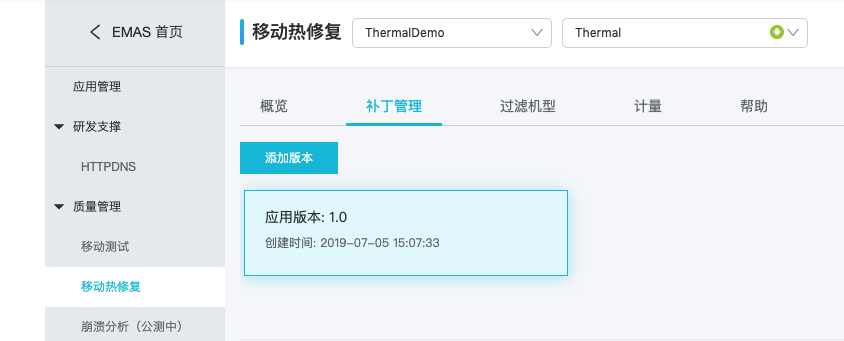 EMAS 首页
应用管理
研发支撑
HTTPDNS
质量管理
移动测试
移动热修复
崩溃分析（公测中）
移动热修复 ThermalDemo Thermal
概览 补丁管理 过滤机型 计量 帮助
添加版本
应用版本: 1.0
创建时间: 2019-07-05 15:07:33